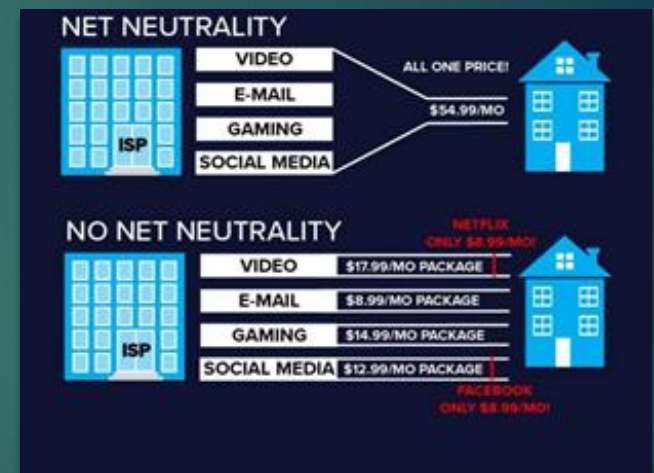 NET NEUTRALITY
VIDEO
E-MAIL
GAMING
SOCIAL MEDIA
ISP
ALL ONE PRICE!
$54.99/MO
NO NET NEUTRALITY
NETFLIX
ONLY $8.99/MO!
VIDEO $17.99/MO PACKAGE
E-MAIL $8.99/MO PACKAGE
GAMING $14.99/MO PACKAGE
ISP
SOCIAL MEDIA $12.99/MO PACKAGE
FACEBOOK
ONLY $8.99/MO!